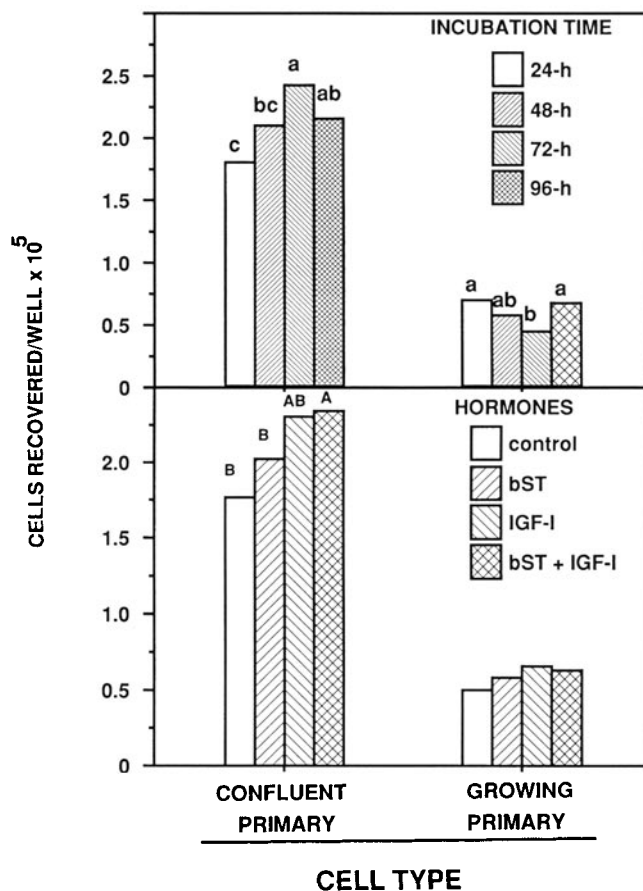 CELLS RECOVERED/WELL x 10^5
INCUBATION TIME
24-h
48-h
72-h
96-h
2.5
2.0
1.5
1.0
0.5
0
c
bc
a
ab
a
ab
b
a
HORMONES
control
bST
IGF-I
bST + IGF-I
2.0
1.5
1.0
0.5
0
B
B
AB
A
CONFLUENT
PRIMARY
GROWING
PRIMARY
CELL TYPE